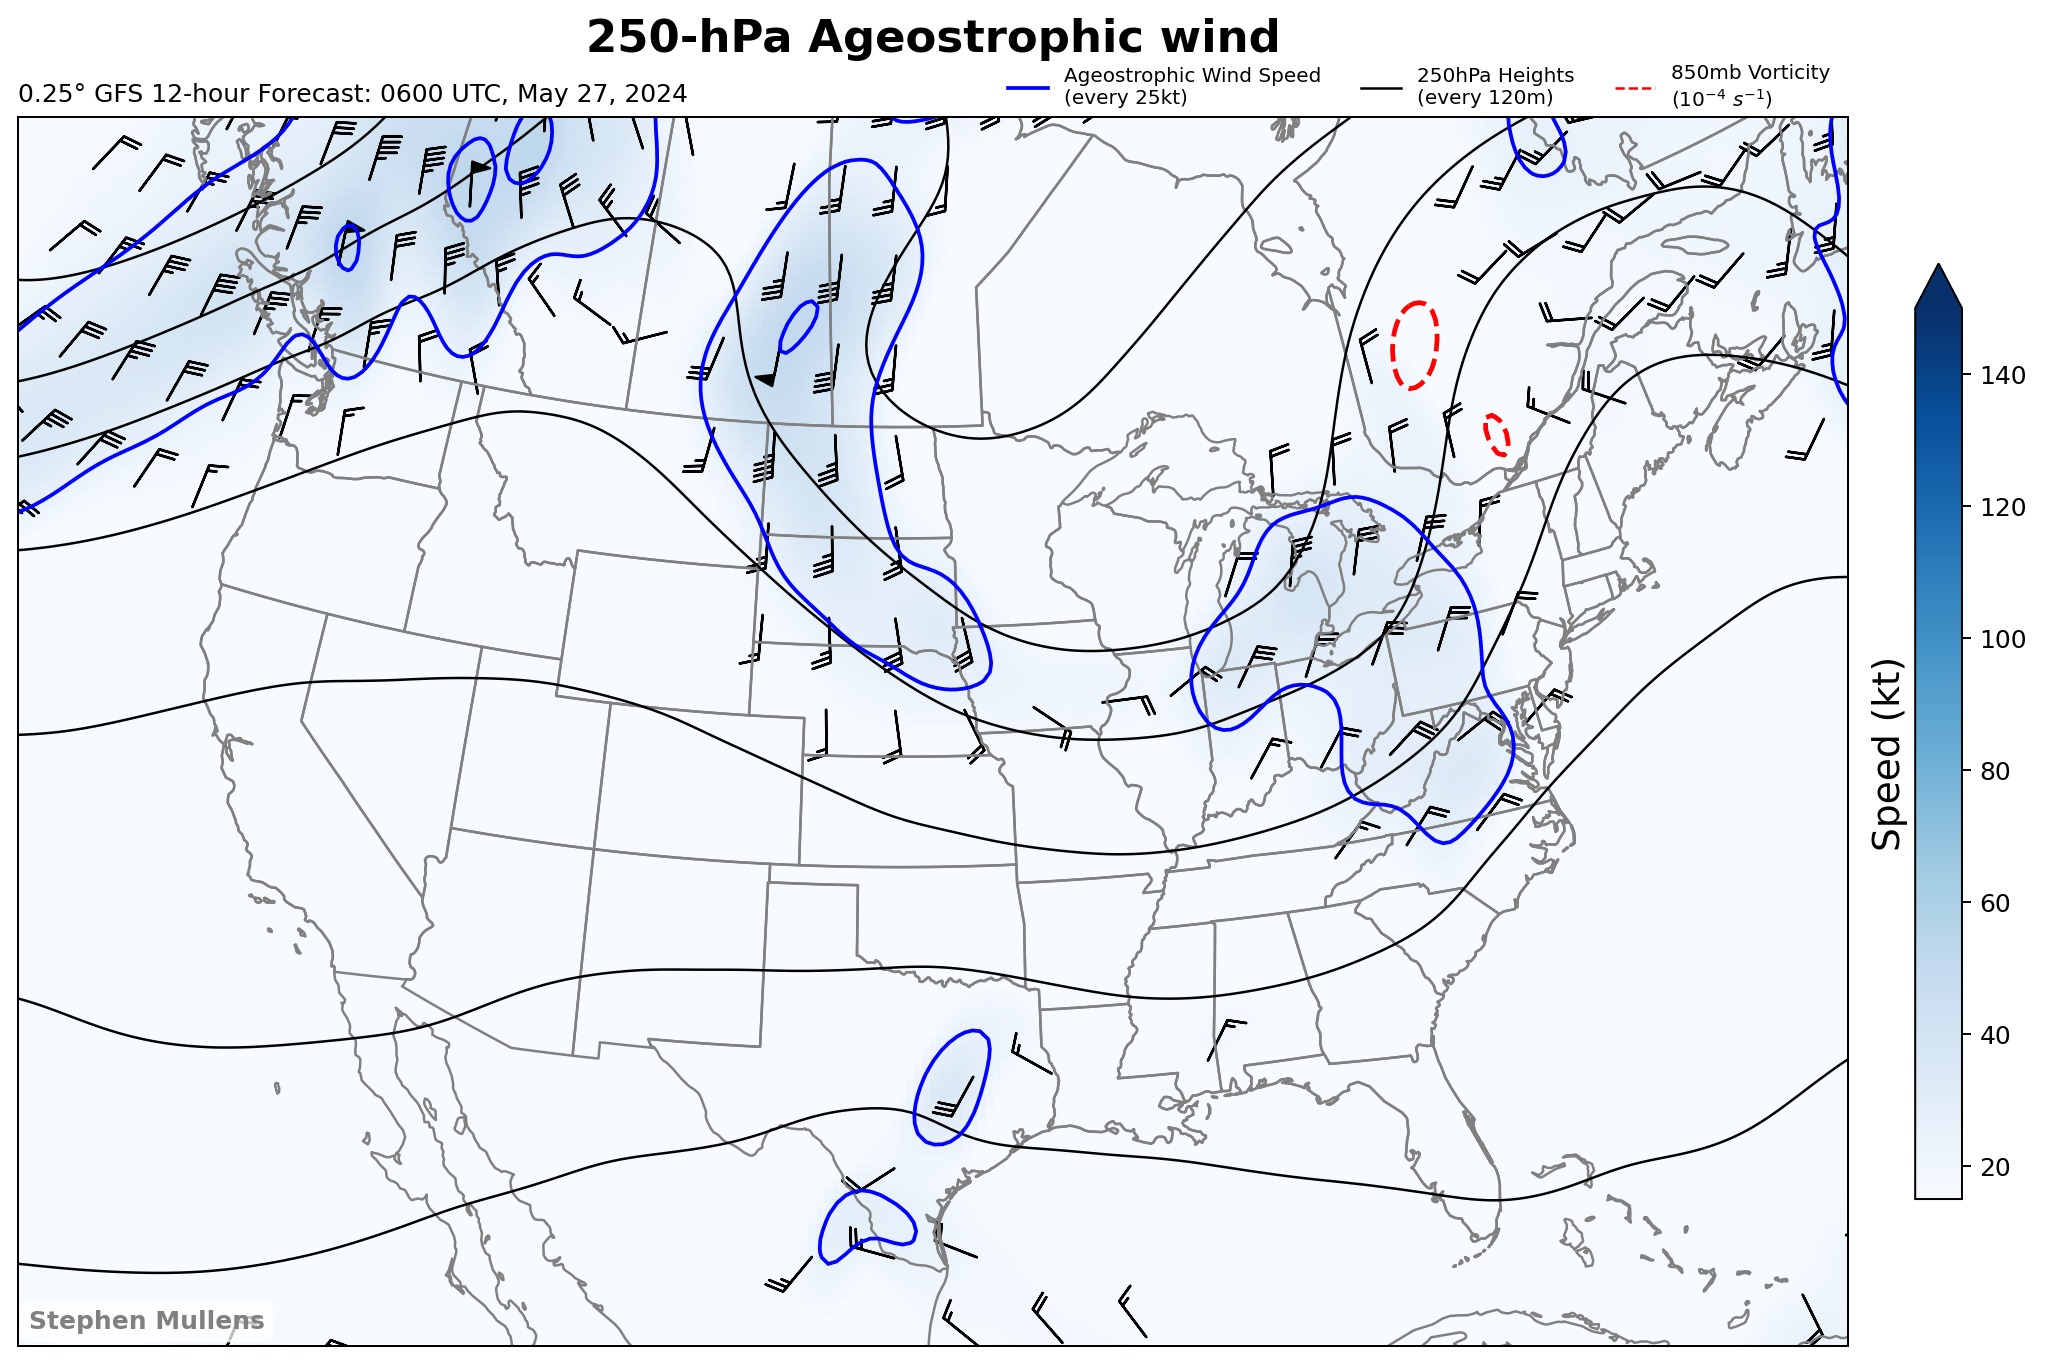 250-hPa Ageostrophic wind
0.25° GFS 12-hour Forecast: 0600 UTC, May 27, 2024
Ageostrophic Wind Speed
(every 25kt)
250hPa Heights
(every 120m)
850mb Vorticity
(10⁻⁴ s⁻¹)
140
120
100
80
60
40
20
Speed (kt)
Stephen Mullens